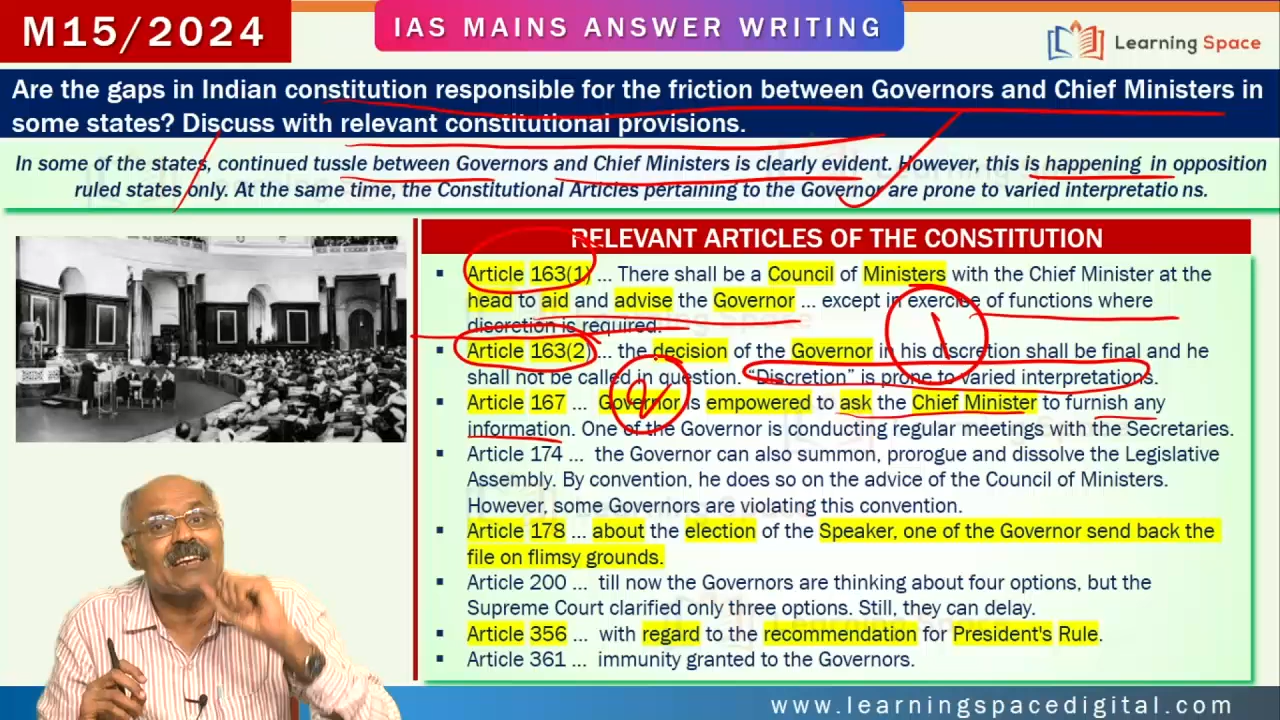 M15/2024
IAS MAINS ANSWER WRITING
Learning Space
Are the gaps in Indian constitution responsible for the friction between Governors and Chief Ministers in
some states? Discuss with relevant constitutional provisions.
In some of the states, continued tussle between Governors and Chief Ministers is clearly evident. However, this is happening in opposition
ruled states only. At the same time, the Constitutional Articles pertaining to the Governor are prone to varied interpretations.
RELEVANT ARTICLES OF THE CONSTITUTION
▪ Article 163(1) ... There shall be a Council of Ministers with the Chief Minister at the
head to aid and advise the Governor ... except in exercise of functions where
discretion is required.
1
▪ Article 163(2) ... the decision of the Governor in his discretion shall be final and he
shall not be called in question. “Discretion” is prone to varied interpretations.
2
▪ Article 167 ... Governor is empowered to ask the Chief Minister to furnish any
information. One of the Governor is conducting regular meetings with the Secretaries.
▪ Article 174 ... the Governor can also summon, prorogue and dissolve the Legislative
Assembly. By convention, he does so on the advice of the Council of Ministers.
However, some Governors are violating this convention.
▪ Article 178 ... about the election of the Speaker, one of the Governor send back the
file on flimsy grounds.
▪ Article 200 ... till now the Governors are thinking about four options, but the
Supreme Court clarified only three options. Still, they can delay.
▪ Article 356 ... with regard to the recommendation for President's Rule.
▪ Article 361 ... immunity granted to the Governors.
www.learningspacedigital.com